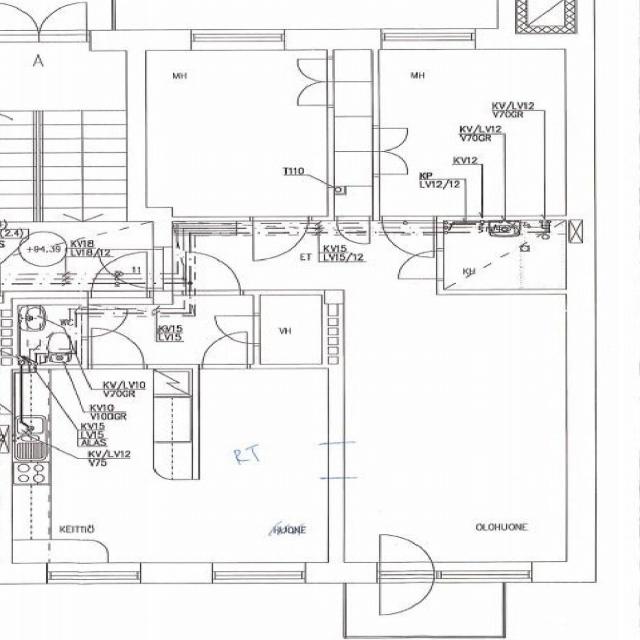 A
MH
MH
KV/LV12
V70GR
KV/LV12
V70GR
KV12
T110
KP
LV12/12
(2.4)
+94,39
KV18
LV18/12
KV15
LV15/12
ET
KH
11
WC
KV15
LV15
VH
KV/LV10
V70GR
KV10
V100GR
KV15
LV15
ALAS
KV/LV12
V75
RT
KEITTIÖ
HUONE
OLOHUONE